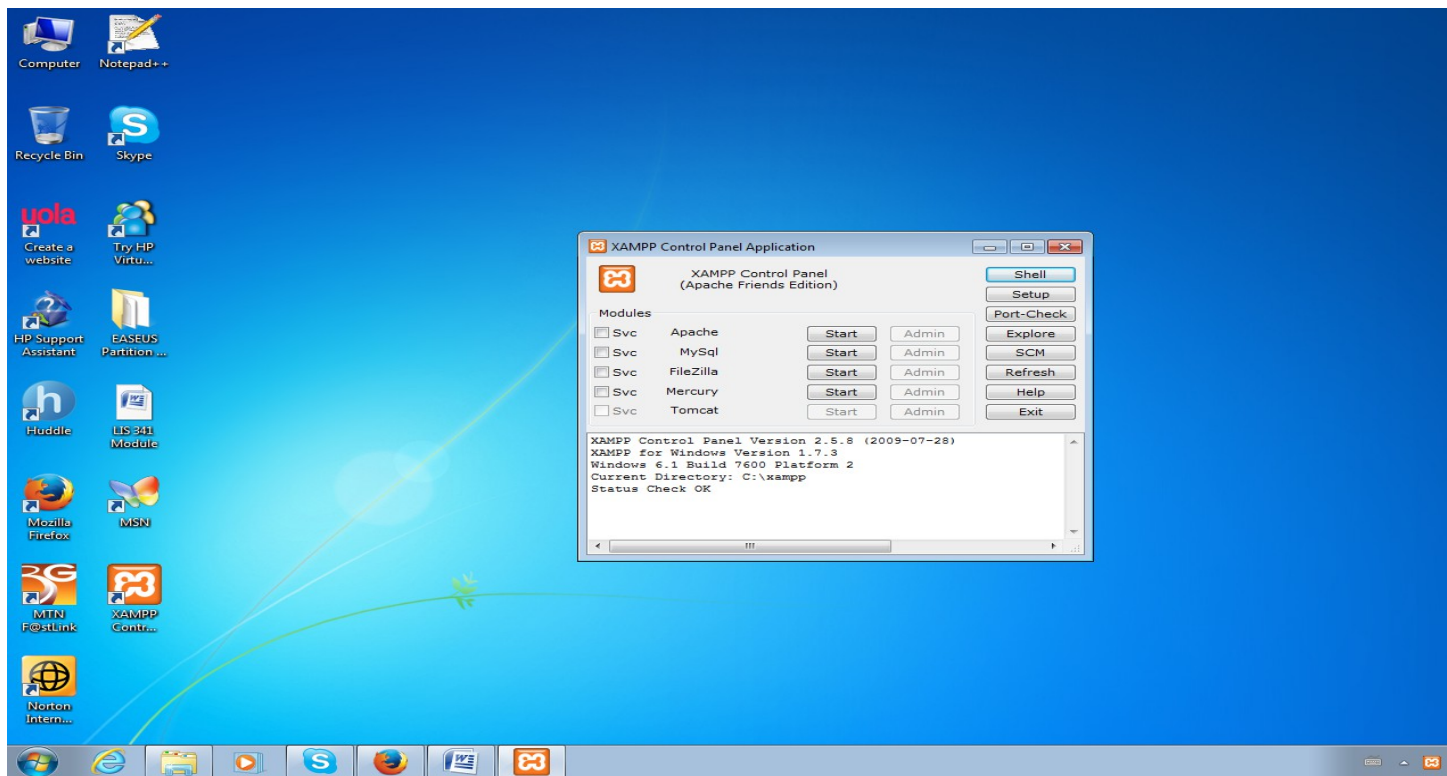 Computer
Notepad++
Recycle Bin
Skype
yola
Create a
website
Try HP
Virtu...
HP Support
Assistant
EASEUS
Partition ...
h
Huddle
LIS 341
Module
Mozilla
Firefox
MSN
3G
MTN
F@stLink
XAMPP
Contr...
Norton
Intern...
XAMPP Control Panel Application
XAMPP Control Panel
(Apache Friends Edition)
Shell
Setup
Modules
Port-Check
Svc Apache Start Admin Explore
Svc MySql Start Admin SCM
Svc FileZilla Start Admin Refresh
Svc Mercury Start Admin Help
Svc Tomcat Start Admin Exit
XAMPP Control Panel Version 2.5.8 (2009-07-28)
XAMPP for Windows Version 1.7.3
Windows 6.1 Build 7600 Platform 2
Current Directory: C:\xampp
Status Check OK